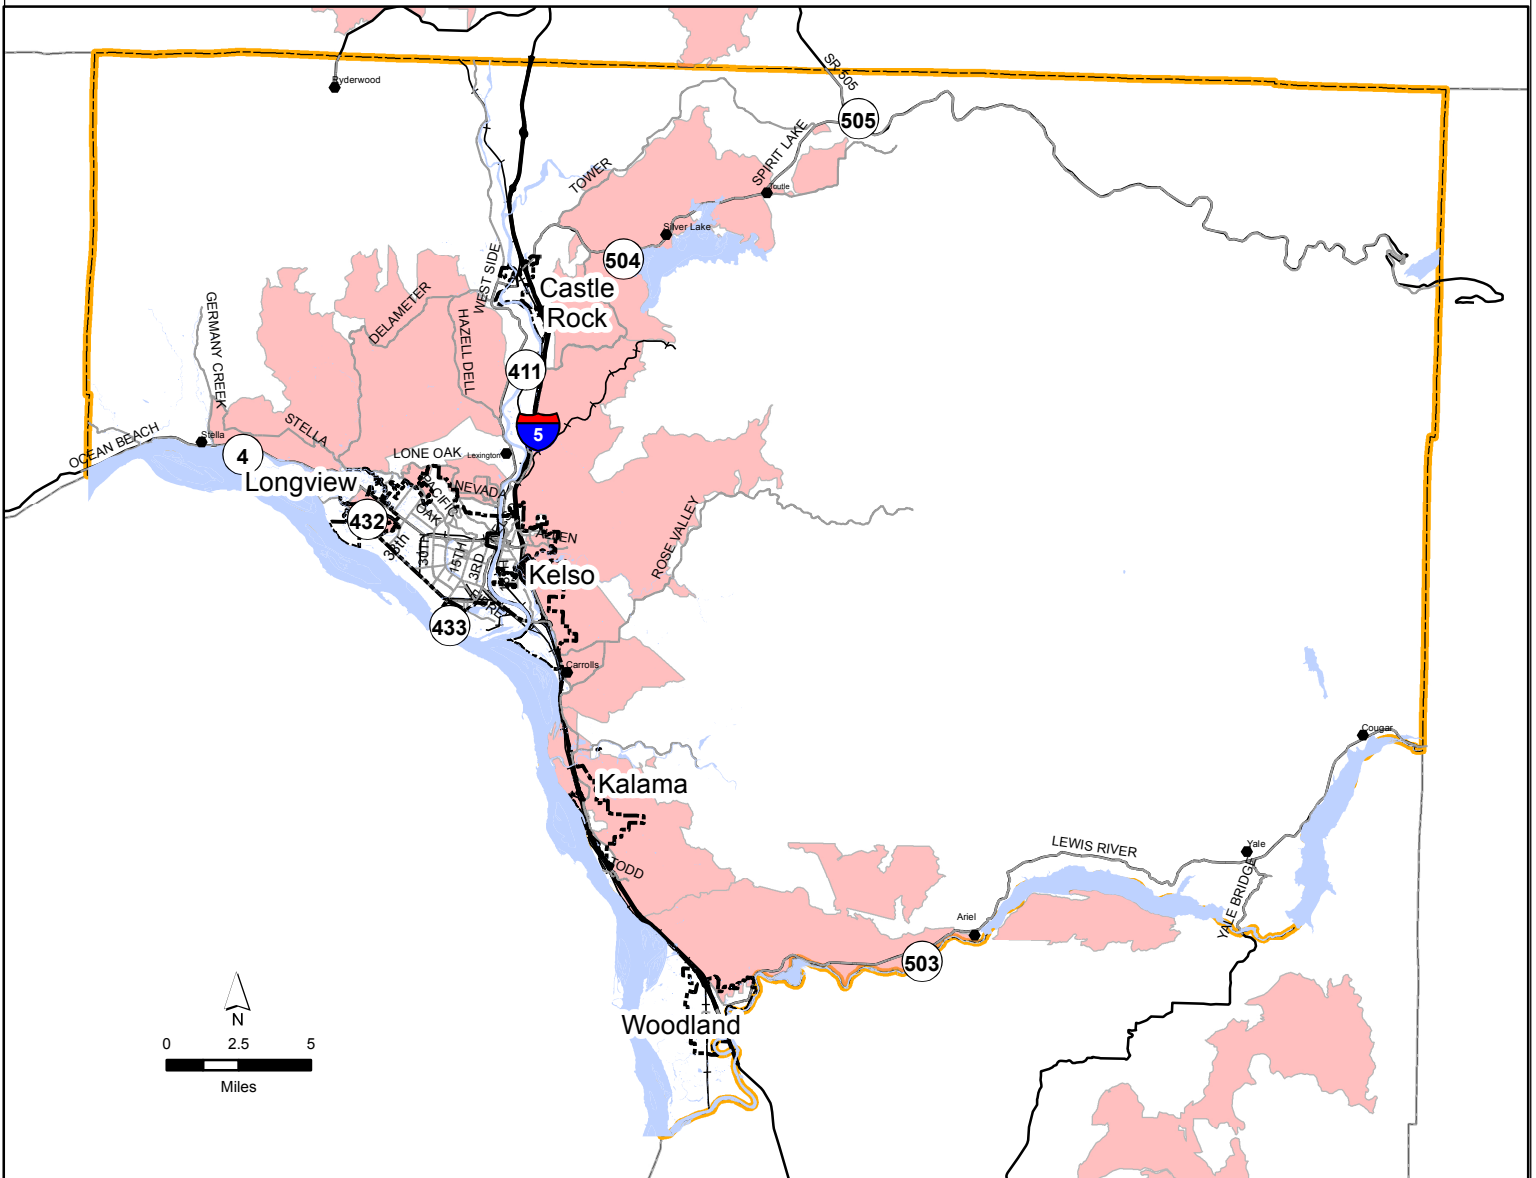 SR 505
Ryderwood
505
SPIRIT LAKE
TOWER
Toutle
Silver Lake
504
WEST SIDE
Castle
Rock
DELAMETER
GERMANY CREEK
HAZELL DELL
411
5
STELLA
OCEAN BEACH
Stella
4
LONE OAK
Lexington
Longview
PACIFIC
NEVADA
OAK
432
38th
30TH
15TH
3RD
ALLEN
ROSE VALLEY
Kelso
433
Carrolls
Cougar
Kalama
TODD
LEWIS RIVER
Yale
YALE BRIDGE
Ariel
503
Woodland
N
0 2.5 5
Miles